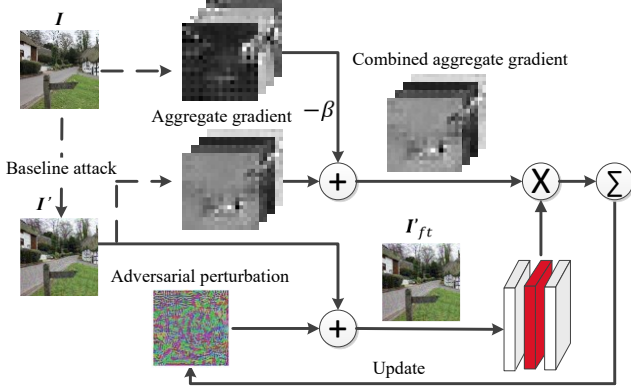 I
Combined aggregate gradient
−β
Aggregate gradient
+
X
Σ
Baseline attack
I'
I'ft
Adversarial perturbation
+
Update